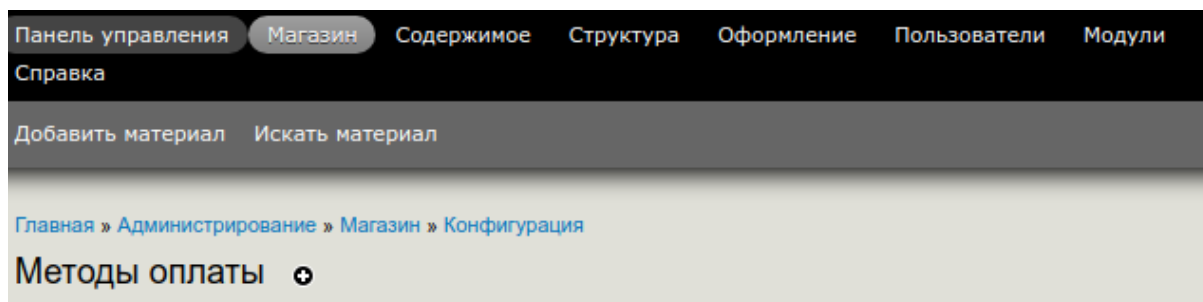 Панель управления Магазин Содержимое Структура Оформление Пользователи Модули
Справка
Добавить материал Искать материал
Главная » Администрирование » Магазин » Конфигурация
Методы оплаты